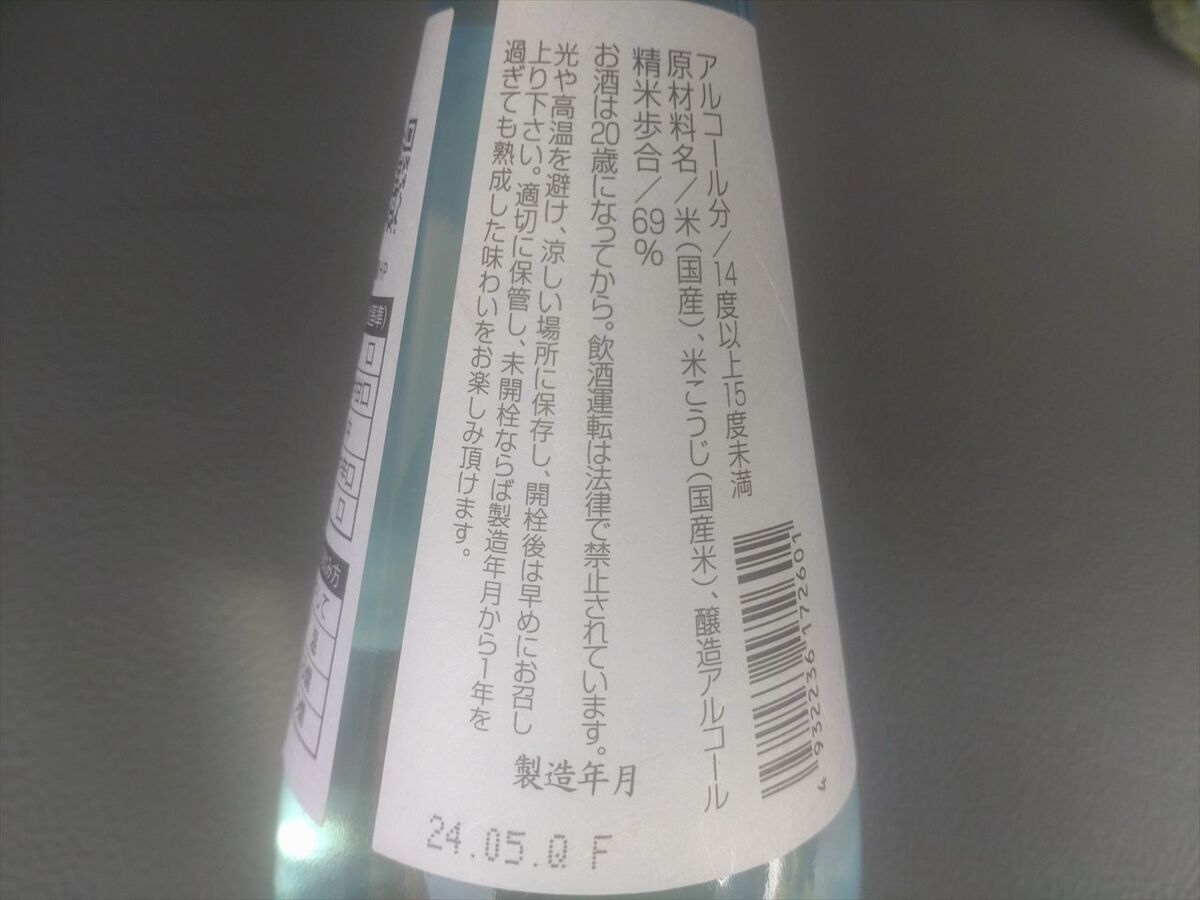 アルコール分/14度以上15度未満
原材料名/米(国産)、米こうじ(国産米)、醸造アルコール
精米歩合/69%
お酒は20歳になってから。飲酒運転は法律で禁止されています。
光や高温を避け、涼しい場所に保存し、開栓後は早めにお召し
上り下さい。適切に保管し、未開栓ならば製造年月から1年を
過ぎても熟成した味わいをお楽しみ頂けます。
製造年月
24.05.Q F
4 932236 172601